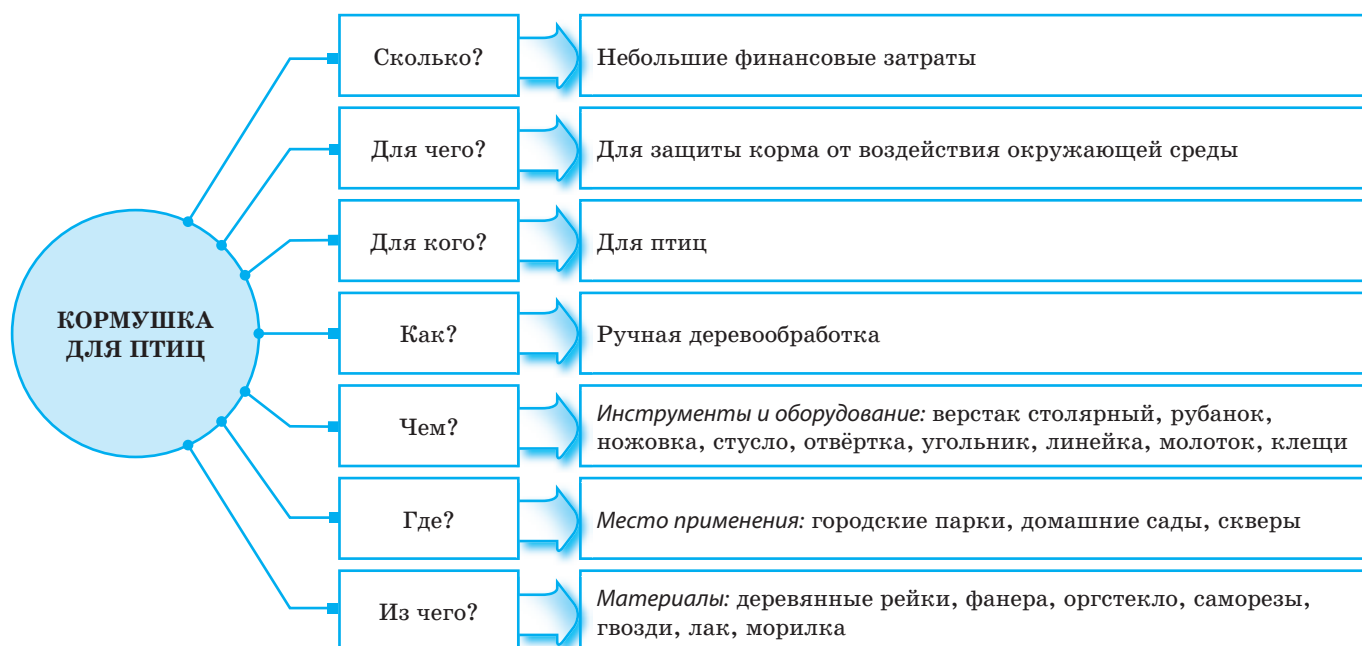 Сколько?
Небольшие финансовые затраты
Для чего?
Для защиты корма от воздействия окружающей среды
Для кого?
Для птиц
КОРМУШКА
ДЛЯ ПТИЦ
Как?
Ручная деревообработка
Чем?
Инструменты и оборудование: верстак столярный, рубанок,
ножовка, стусло, отвёртка, угольник, линейка, молоток, клещи
Где?
Место применения: городские парки, домашние сады, скверы
Из чего?
Материалы: деревянные рейки, фанера, оргстекло, саморезы,
гвозди, лак, морилка